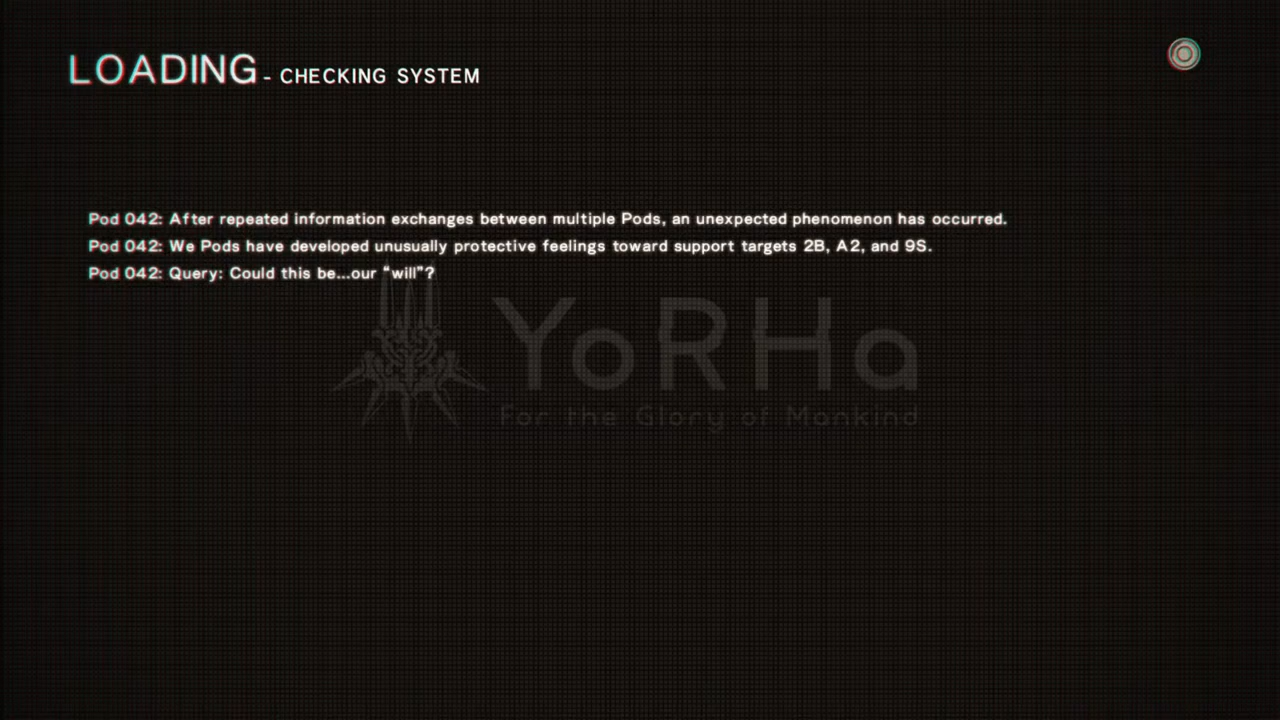 LOADING - CHECKING SYSTEM
Pod 042: After repeated information exchanges between multiple Pods, an unexpected phenomenon has occurred.
Pod 042: We Pods have developed unusually protective feelings toward support targets 2B, A2, and 9S.
Pod 042: Query: Could this be...our “will”?
YoRHa
For the Glory of Mankind